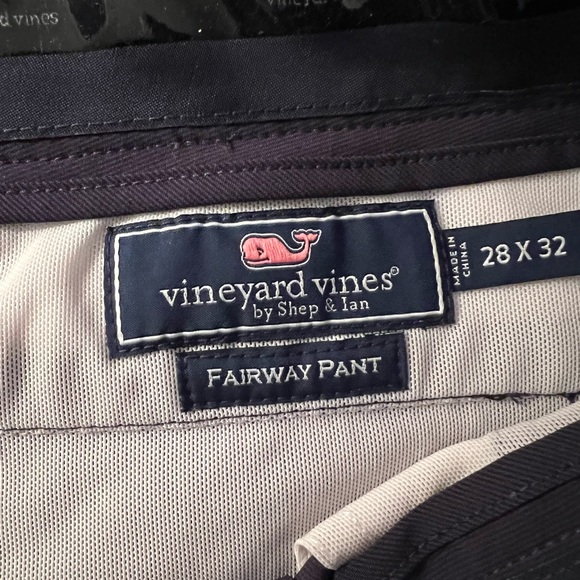 d vines
vineyard
vineyard vines®
by Shep & Ian
MADE IN
CHINA
28 X 32
FAIRWAY PANT